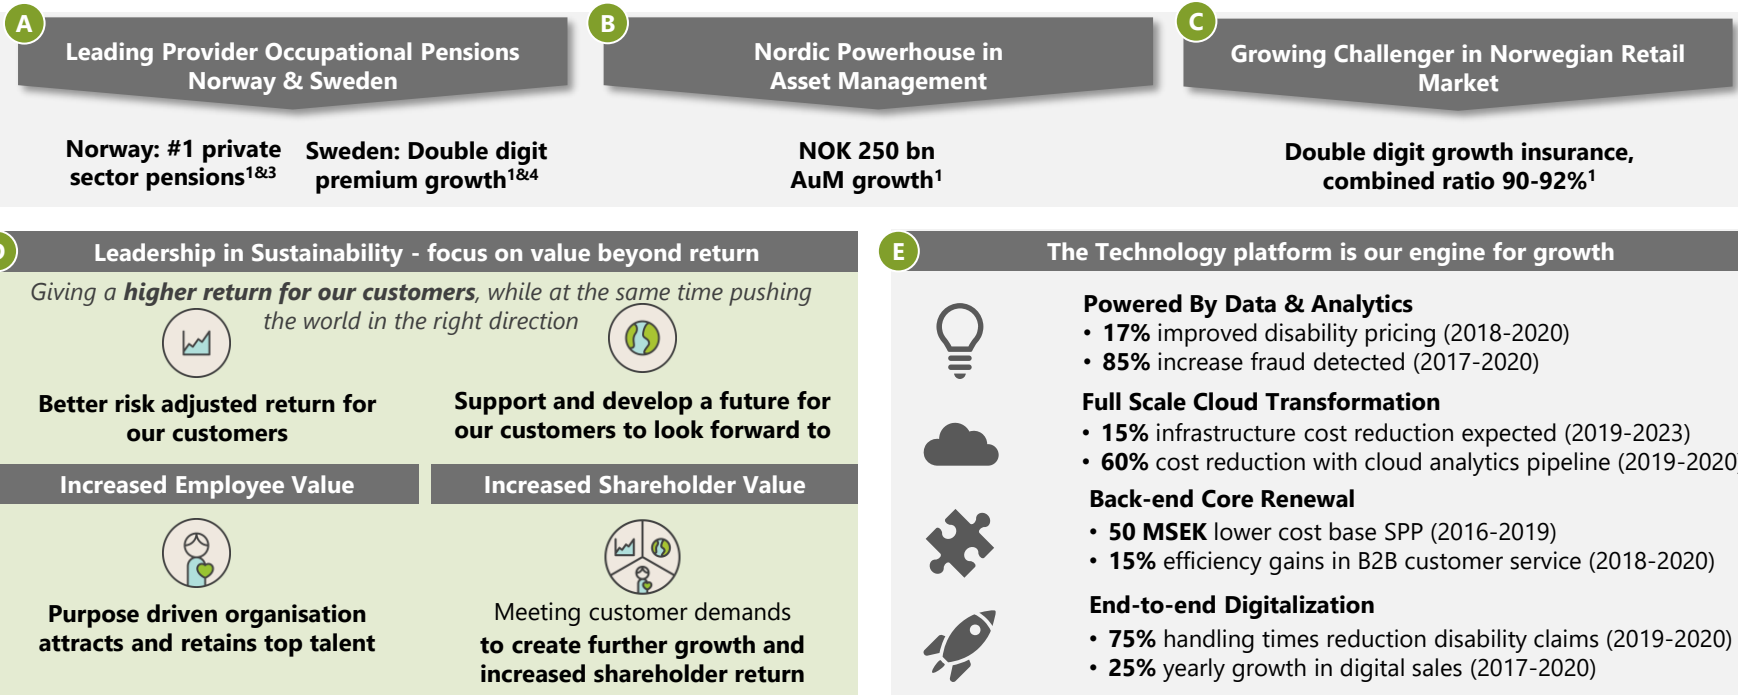 A
Leading Provider Occupational Pensions
Norway & Sweden
Norway: #1 private
sector pensions1&3
Sweden: Double digit
premium growth1&4
B
Nordic Powerhouse in
Asset Management
NOK 250 bn
AuM growth1
C
Growing Challenger in Norwegian Retail
Market
Double digit growth insurance,
combined ratio 90-92%1
D
Leadership in Sustainability - focus on value beyond return
Giving a higher return for our customers, while at the same time pushing
the world in the right direction
Better risk adjusted return for
our customers
Support and develop a future for
our customers to look forward to
Increased Employee Value
Purpose driven organisation
attracts and retains top talent
Increased Shareholder Value
Meeting customer demands
to create further growth and
increased shareholder return
E
The Technology platform is our engine for growth
Powered By Data & Analytics
• 17% improved disability pricing (2018-2020)
• 85% increase fraud detected (2017-2020)
Full Scale Cloud Transformation
• 15% infrastructure cost reduction expected (2019-2023)
• 60% cost reduction with cloud analytics pipeline (2019-2020)
Back-end Core Renewal
• 50 MSEK lower cost base SPP (2016-2019)
• 15% efficiency gains in B2B customer service (2018-2020)
End-to-end Digitalization
• 75% handling times reduction disability claims (2019-2020)
• 25% yearly growth in digital sales (2017-2020)